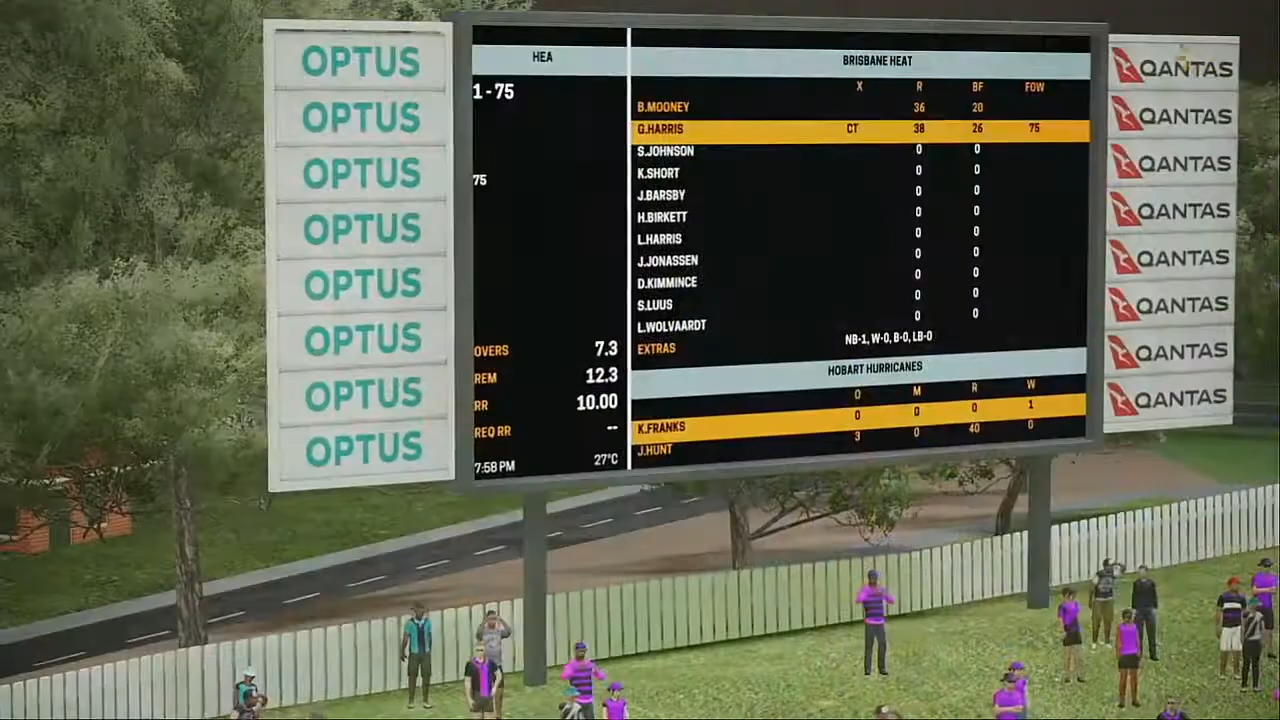 OPTUS
OPTUS
OPTUS
OPTUS
OPTUS
OPTUS
OPTUS
OPTUS
HEA
1 - 75
75
OVERS 7.3
REM 12.3
RR 10.00
REQ RR --
7:58 PM 27°C
BRISBANE HEAT
X R BF FOW
B.MOONEY 36 20
G.HARRIS CT 38 26 75
S.JOHNSON 0 0
K.SHORT 0 0
J.BARSBY 0 0
H.BIRKETT 0 0
L.HARRIS 0 0
J.JONASSEN 0 0
D.KIMMINCE 0 0
S.LUUS 0 0
L.WOLVAARDT 0 0
EXTRAS NB-1, W-0, B-0, LB-0
HOBART HURRICANES
O M R W
K.FRANKS 0 0 0 1
J.HUNT 3 0 40 0
QANTAS
QANTAS
QANTAS
QANTAS
QANTAS
QANTAS
QANTAS
QANTAS